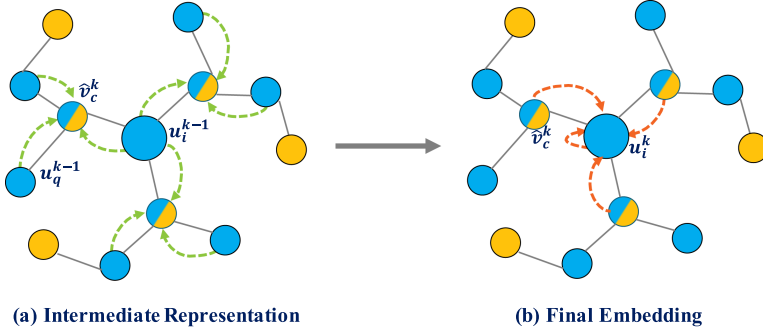 v̂_c^k
u_i^{k-1}
u_q^{k-1}
v̂_c^k
u_i^k
(a) Intermediate Representation
(b) Final Embedding